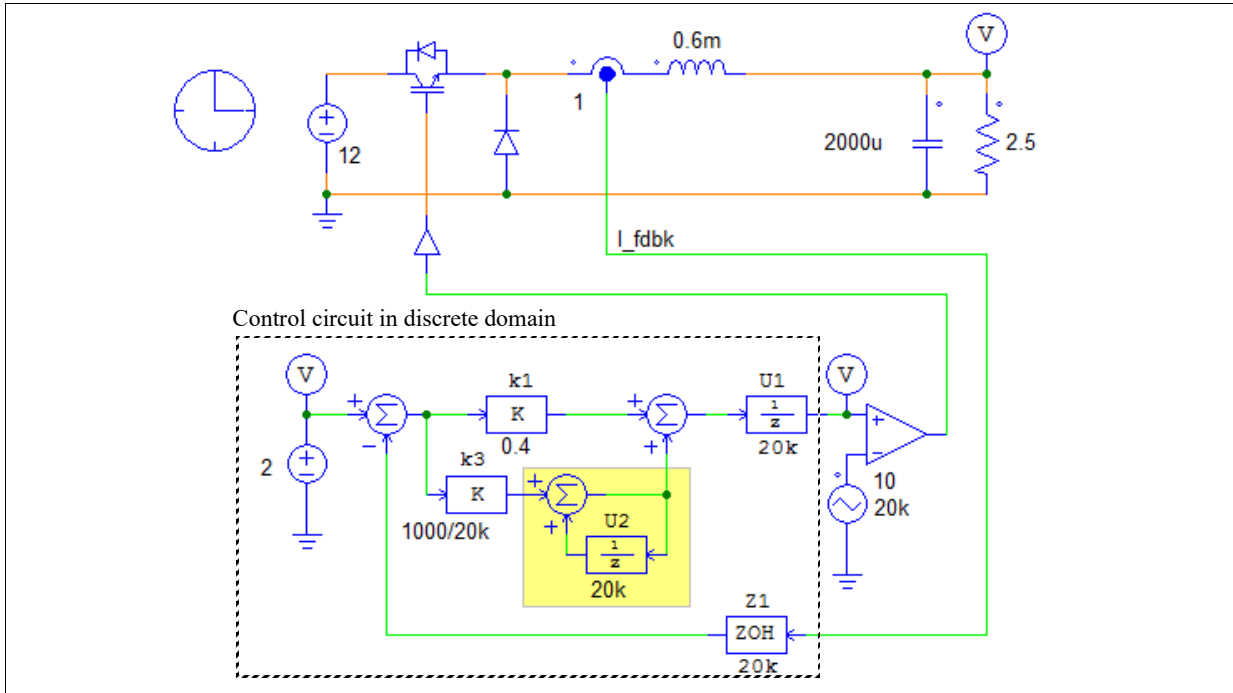 V
0.6m
1
12
2000u
2.5
I_fdbk
Control circuit in discrete domain
V
k1
K
0.4
Σ
Σ
U1
1/z
20k
V
2
k3
K
1000/20k
Σ
U2
1/z
20k
10
20k
Z1
ZOH
20k